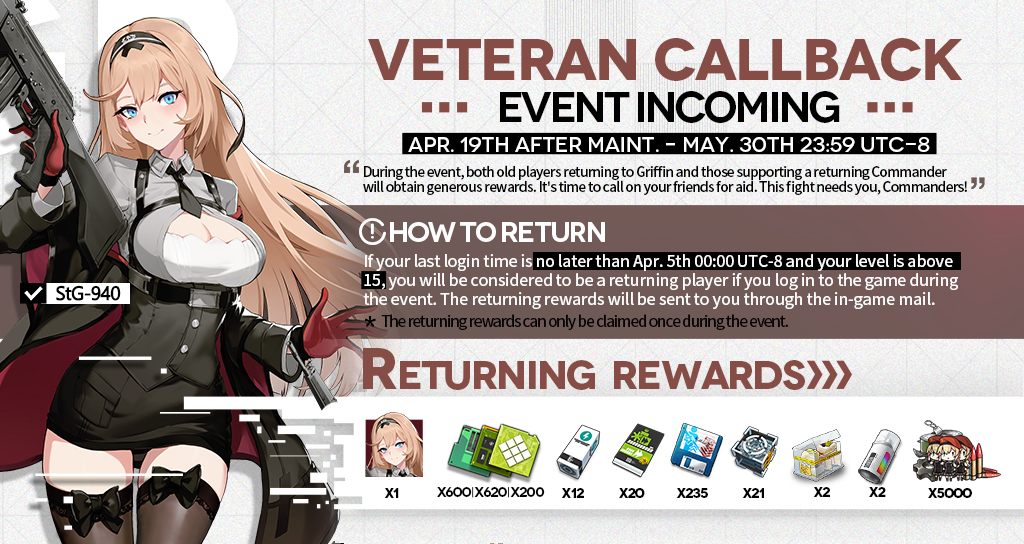 VETERAN CALLBACK
EVENT INCOMING
APR. 19TH AFTER MAINT. - MAY. 30TH 23:59 UTC-8
“ During the event, both old players returning to Griffin and those supporting a returning Commander
will obtain generous rewards. It's time to call on your friends for aid. This fight needs you, Commanders! ”
HOW TO RETURN
If your last login time is no later than Apr. 5th 00:00 UTC-8 and your level is above
15, you will be considered to be a returning player if you log in to the game during
the event. The returning rewards will be sent to you through the in-game mail.
* The returning rewards can only be claimed once during the event.
StG-940
RETURNING REWARDS
X1 X600|X620|X200 X12 X20 X235 X21 X2 X2 X5000